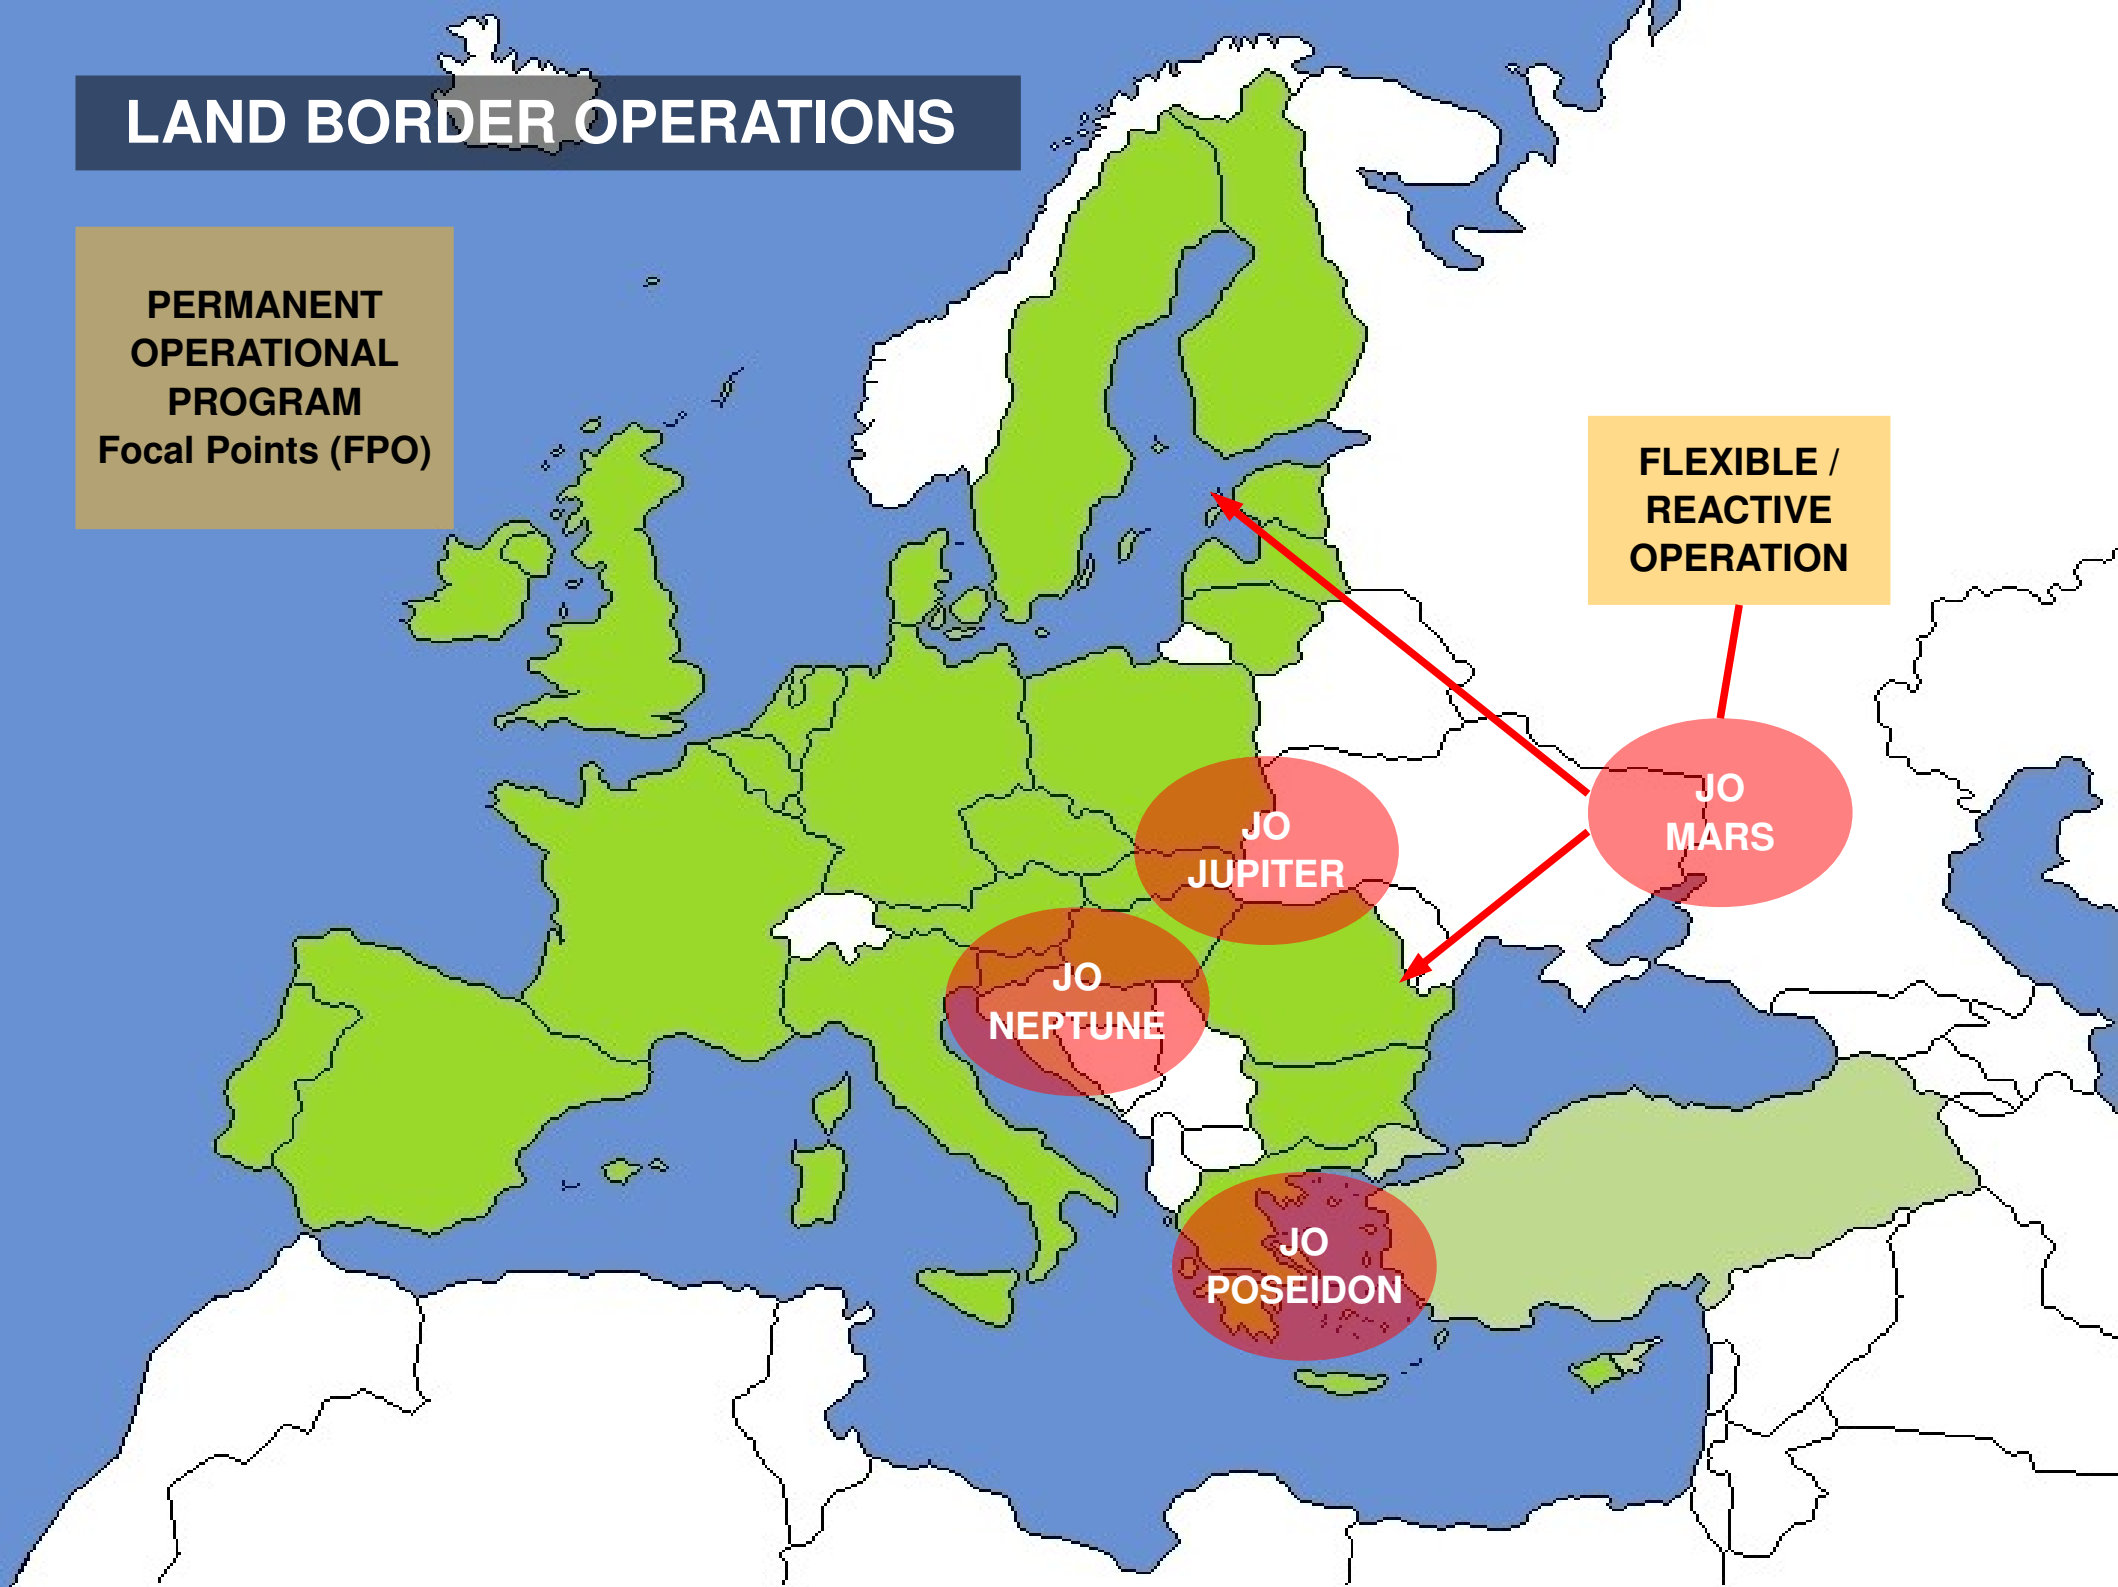 LAND BORDER OPERATIONS
PERMANENT
OPERATIONAL
PROGRAM
Focal Points (FPO)
FLEXIBLE /
REACTIVE
OPERATION
JO
MARS
JO
JUPITER
JO
NEPTUNE
JO
POSEIDON